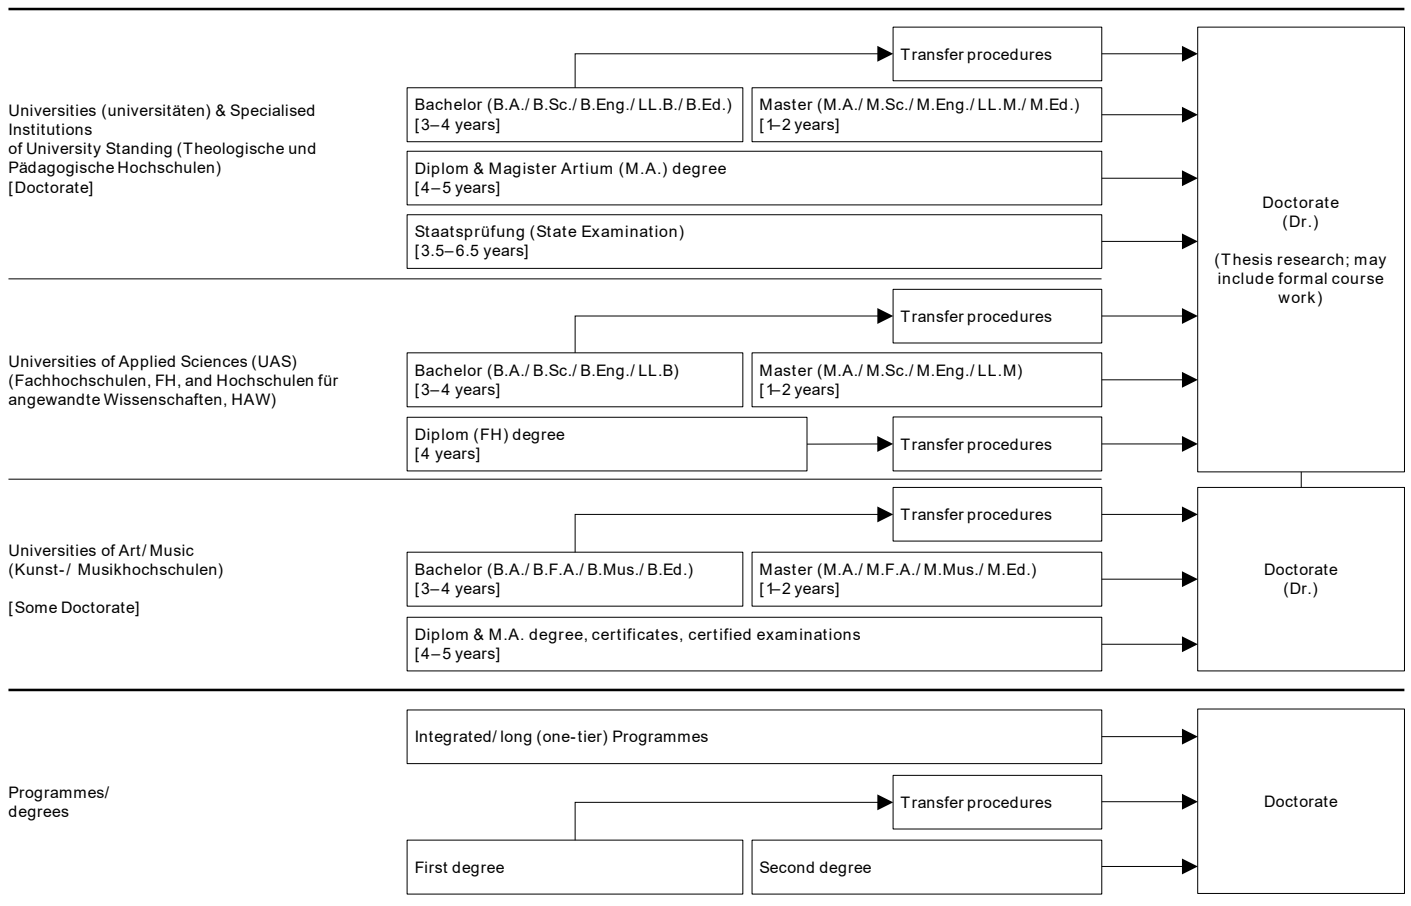 Transfer procedures
Universities (universitäten) & Specialised
Institutions
of University Standing (Theologische und
Pädagogische Hochschulen)
[Doctorate]
Bachelor (B.A./ B.Sc./ B.Eng./ LL.B./ B.Ed.)
[3–4 years]
Master (M.A./ M.Sc./ M.Eng./ LL.M./ M.Ed.)
[1–2 years]
Diplom & Magister Artium (M.A.) degree
[4–5 years]
Staatsprüfung (State Examination)
[3.5–6.5 years]
Doctorate
(Dr.)
(Thesis research; may
include formal course
work)
Transfer procedures
Universities of Applied Sciences (UAS)
(Fachhochschulen, FH, and Hochschulen für
angewandte Wissenschaften, HAW)
Bachelor (B.A./ B.Sc./ B.Eng./ LL.B)
[3–4 years]
Master (M.A./ M.Sc./ M.Eng./ LL.M)
[1–2 years]
Diplom (FH) degree
[4 years]
Transfer procedures
Transfer procedures
Universities of Art/ Music
(Kunst-/ Musikhochschulen)
[Some Doctorate]
Bachelor (B.A./ B.F.A./ B.Mus./ B.Ed.)
[3–4 years]
Master (M.A./ M.F.A./ M.Mus./ M.Ed.)
[1–2 years]
Diplom & M.A. degree, certificates, certified examinations
[4–5 years]
Doctorate
(Dr.)
Integrated/ long (one-tier) Programmes
Programmes/
degrees
Transfer procedures
First degree
Second degree
Doctorate